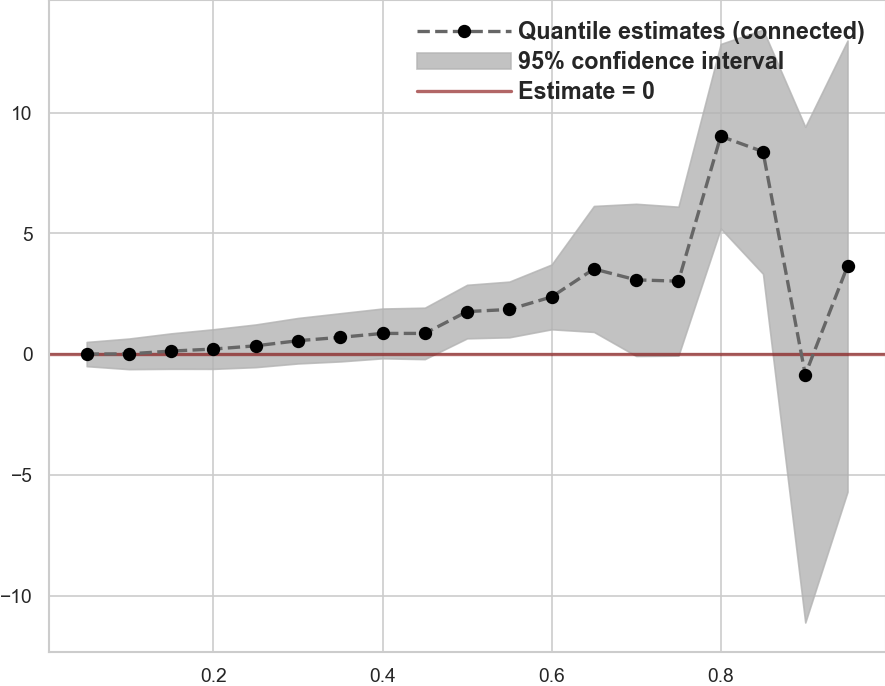 Quantile estimates (connected)
95% confidence interval
Estimate = 0
10
5
0
−5
−10
0.2 0.4 0.6 0.8